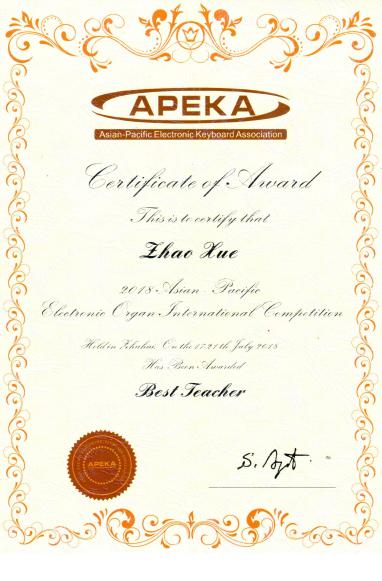 APEKA
Asian-Pacific Electronic Keyboard Association
Certificate of Award
This is to certify that
Zhao Xue
2018 Asian - Pacific
Electronic Organ International Competition
Held in Zhuhai, On the 17-21th July 2018
Has Been Awarded
Best Teacher
APEKA